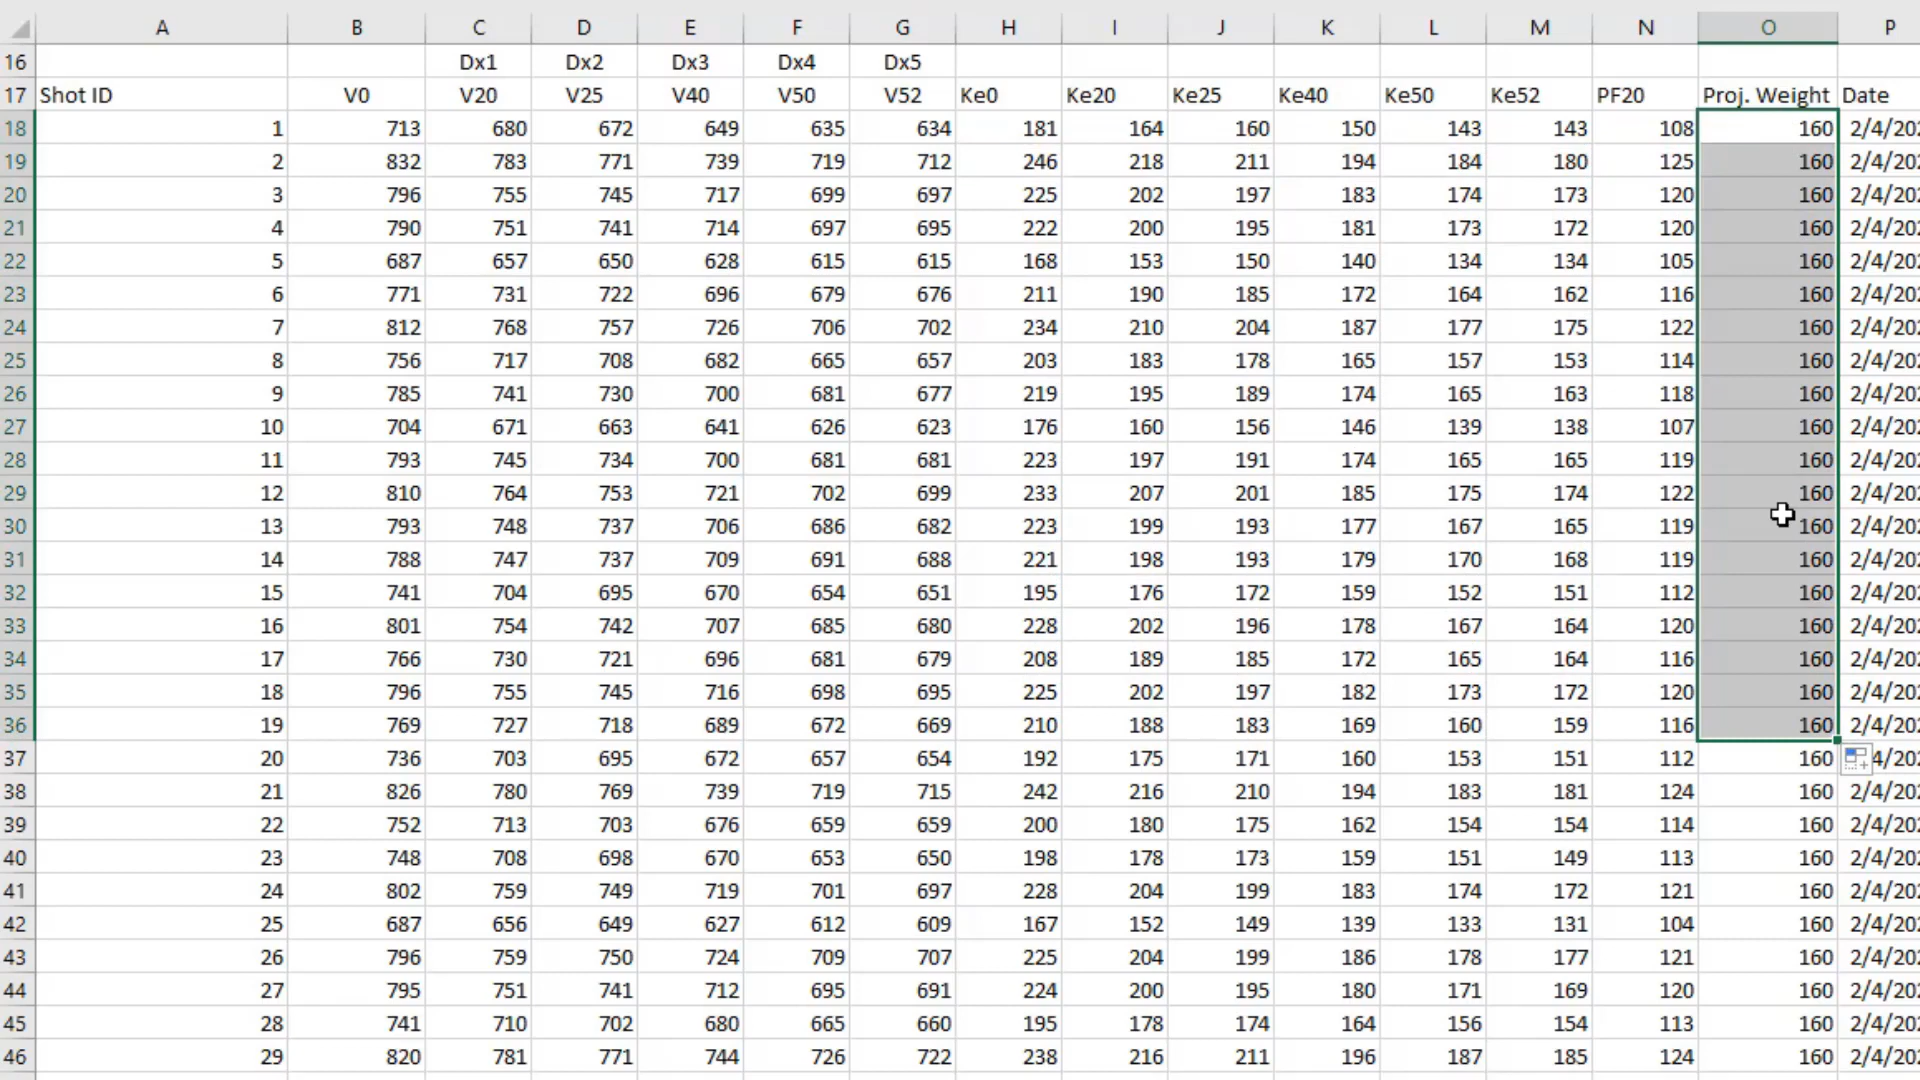 A B C D E F G H I J K L M N O P
16 Dx1 Dx2 Dx3 Dx4 Dx5
17 Shot ID V0 V20 V25 V40 V50 V52 Ke0 Ke20 Ke25 Ke40 Ke50 Ke52 PF20 Proj. Weight Date
18 1 713 680 672 649 635 634 181 164 160 150 143 143 108 160 2/4/202
19 2 832 783 771 739 719 712 246 218 211 194 184 180 125 160 2/4/202
20 3 796 755 745 717 699 697 225 202 197 183 174 173 120 160 2/4/202
21 4 790 751 741 714 697 695 222 200 195 181 173 172 120 160 2/4/202
22 5 687 657 650 628 615 615 168 153 150 140 134 134 105 160 2/4/202
23 6 771 731 722 696 679 676 211 190 185 172 164 162 116 160 2/4/202
24 7 812 768 757 726 706 702 234 210 204 187 177 175 122 160 2/4/202
25 8 756 717 708 682 665 657 203 183 178 165 157 153 114 160 2/4/202
26 9 785 741 730 700 681 677 219 195 189 174 165 163 118 160 2/4/202
27 10 704 671 663 641 626 623 176 160 156 146 139 138 107 160 2/4/202
28 11 793 745 734 700 681 681 223 197 191 174 165 165 119 160 2/4/202
29 12 810 764 753 721 702 699 233 207 201 185 175 174 122 160 2/4/202
30 13 793 748 737 706 686 682 223 199 193 177 167 165 119 160 2/4/202
31 14 788 747 737 709 691 688 221 198 193 179 170 168 119 160 2/4/202
32 15 741 704 695 670 654 651 195 176 172 159 152 151 112 160 2/4/202
33 16 801 754 742 707 685 680 228 202 196 178 167 164 120 160 2/4/202
34 17 766 730 721 696 681 679 208 189 185 172 165 164 116 160 2/4/202
35 18 796 755 745 716 698 695 225 202 197 182 173 172 120 160 2/4/202
36 19 769 727 718 689 672 669 210 188 183 169 160 159 116 160 2/4/202
37 20 736 703 695 672 657 654 192 175 171 160 153 151 112 160 4/202
38 21 826 780 769 739 719 715 242 216 210 194 183 181 124 160 2/4/202
39 22 752 713 703 676 659 659 200 180 175 162 154 154 114 160 2/4/202
40 23 748 708 698 670 653 650 198 178 173 159 151 149 113 160 2/4/202
41 24 802 759 749 719 701 697 228 204 199 183 174 172 121 160 2/4/202
42 25 687 656 649 627 612 609 167 152 149 139 133 131 104 160 2/4/202
43 26 796 759 750 724 709 707 225 204 199 186 178 177 121 160 2/4/202
44 27 795 751 741 712 695 691 224 200 195 180 171 169 120 160 2/4/202
45 28 741 710 702 680 665 660 195 178 174 164 156 154 113 160 2/4/202
46 29 820 781 771 744 726 722 238 216 211 196 187 185 124 160 2/4/202